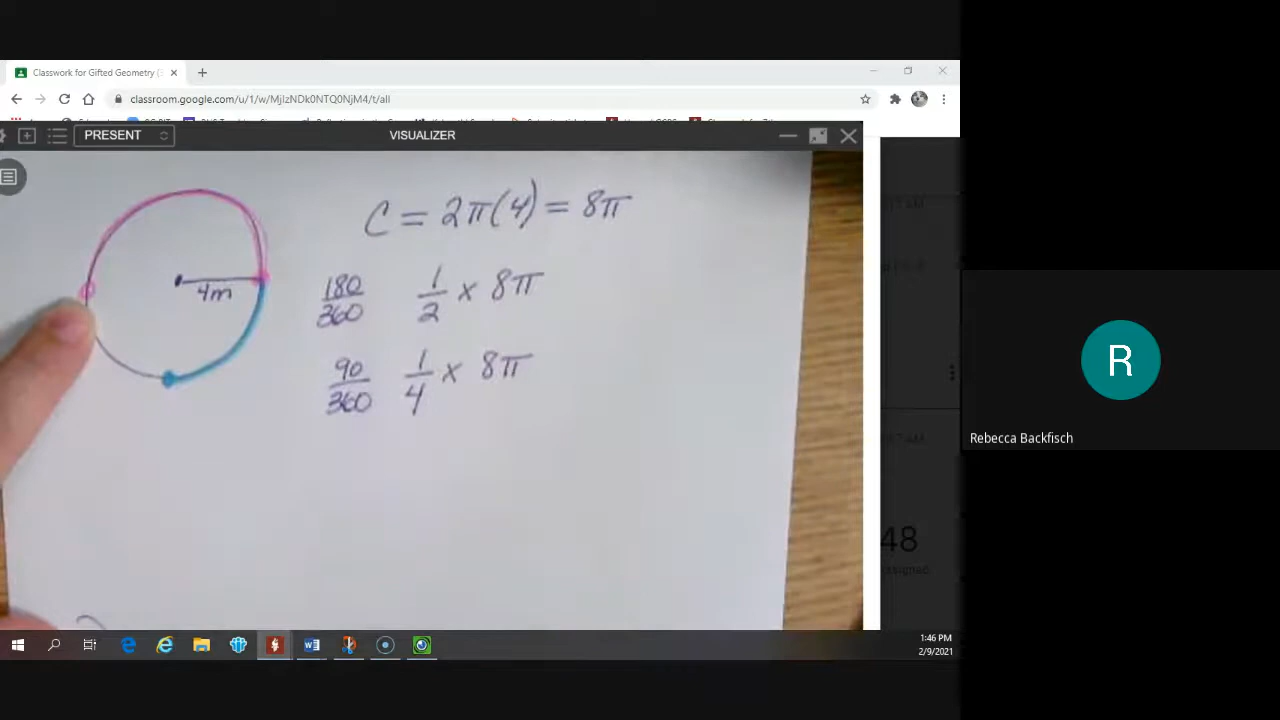 Classwork for Gifted Geometry (
classroom.google.com/u/1/w/MjIzNDk0NTQ0NjM4/t/all
PRESENT
VISUALIZER
C = 2π(4) = 8π
4m
180/360 1/2 x 8π
90/360 1/4 x 8π
48
R
Rebecca Backfisch
1:46 PM
2/9/2021